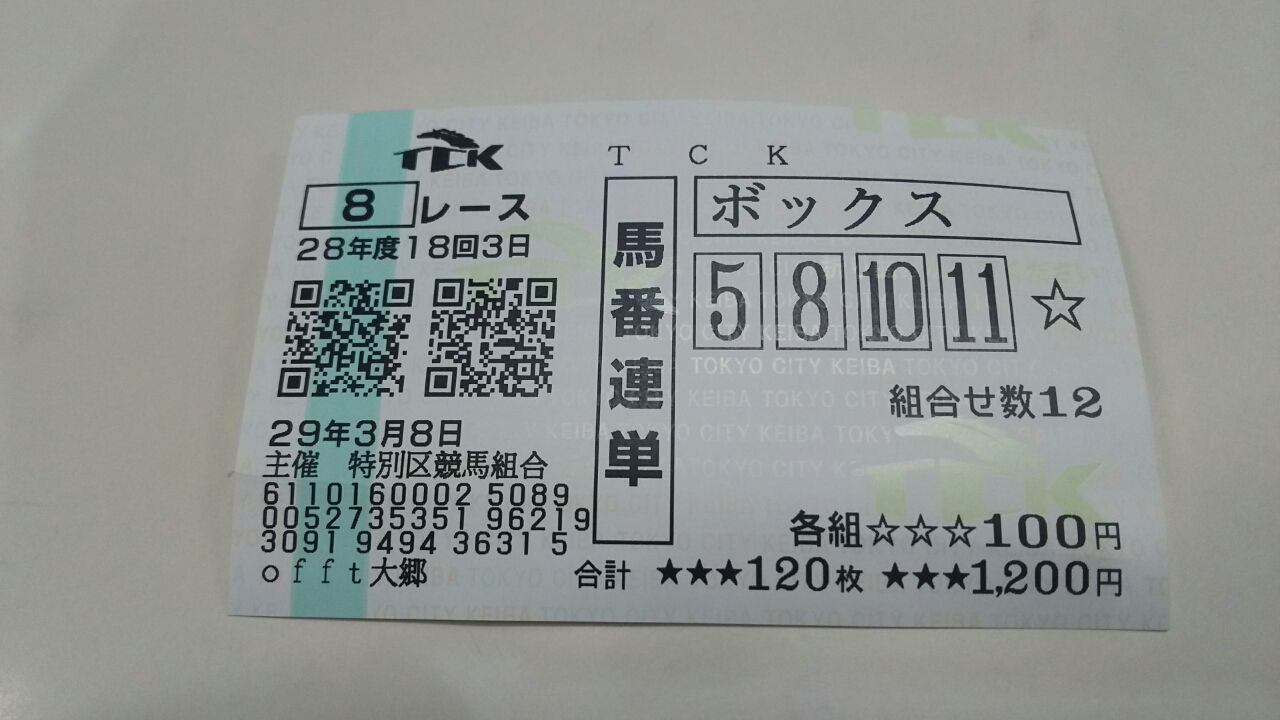 TCK
8レース
28年度18回3日
29年3月8日
主催 特別区競馬組合
6110160002 5089
0052735351 96219
3091 9494 36315
○fft大郷
TCK
馬番連単
ボックス
5 8 10 11 ☆
TOKYO CITY KEIBA
組合せ数12
各組☆☆☆100円
合計 ★★★120枚 ★★★1,200円